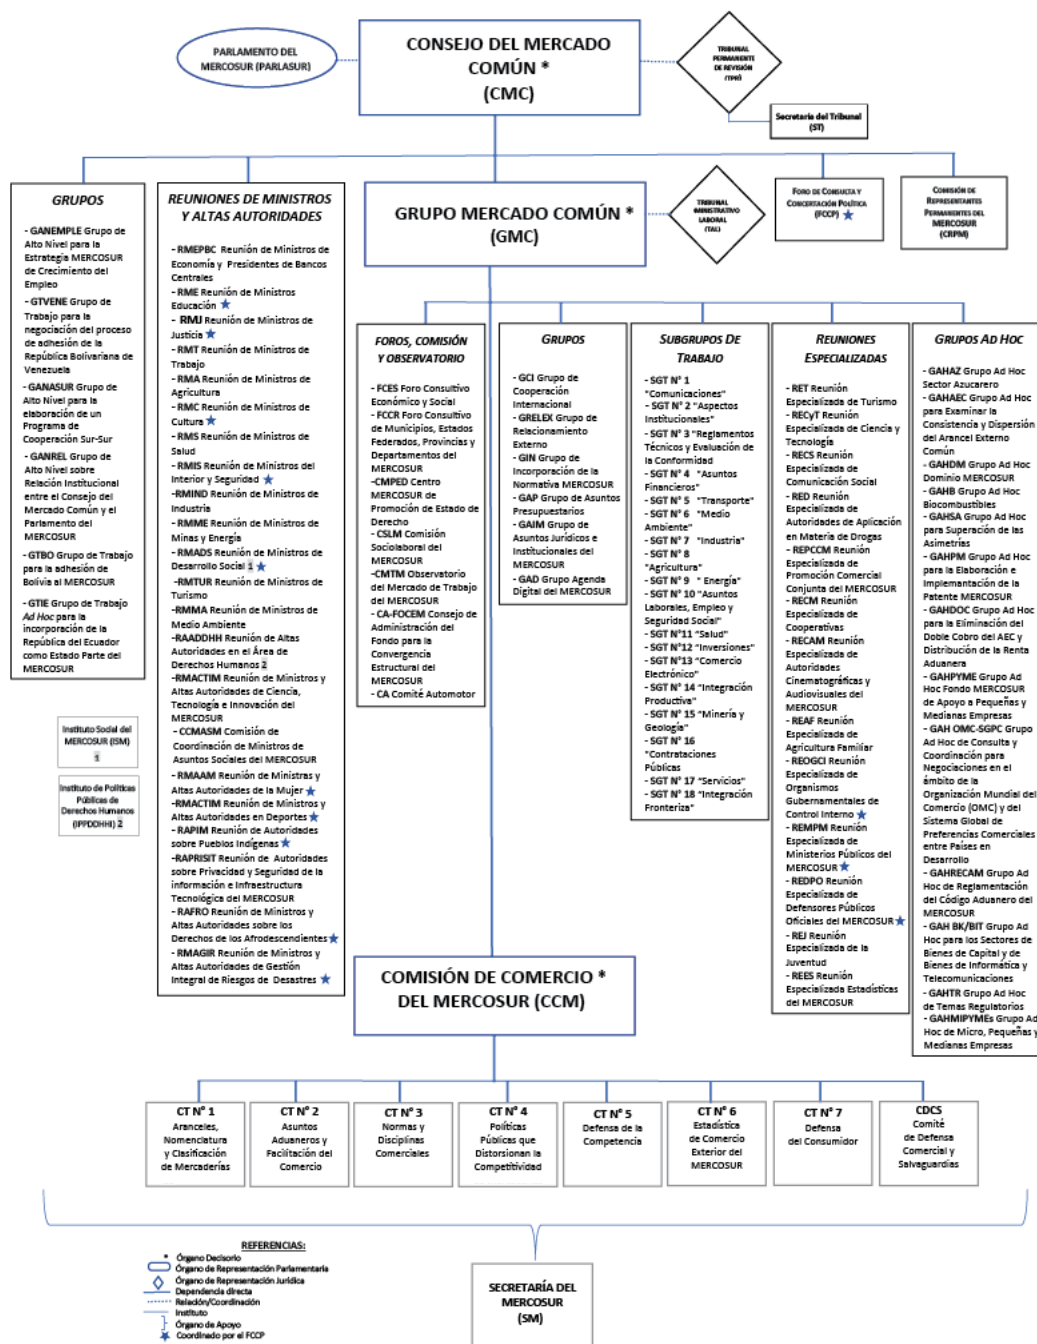 PARLAMENTO DEL
MERCOSUR (PARLASUR)
CONSEJO DEL MERCADO
COMÚN *
(CMC)
TRIBUNAL
PERMANENTE
DE REVISIÓN
(TPR)
Secretaría del Tribunal
(ST)
GRUPOS
- GANEMPLE Grupo de
Alto Nivel para la
Estrategia MERCOSUR
de Crecimiento del
Empleo
- GTVENE Grupo de
Trabajo para la
negociación del proceso
de adhesión de la
República Bolivariana de
Venezuela
- GANASUR Grupo de
Alto Nivel para la
elaboración de un
Programa de
Cooperación Sur-Sur
- GANREL Grupo de
Alto Nivel sobre
Relación Institucional
entre el Consejo del
Mercado Común y el
Parlamento del
MERCOSUR
- GTBO Grupo de Trabajo
para la adhesión de
Bolivia al MERCOSUR
- GTIE Grupo de Trabajo
Ad Hoc para la
incorporación de la
República del Ecuador
como Estado Parte del
MERCOSUR
Instituto Social del
MERCOSUR (ISM)
1
Instituto de Políticas
Públicas de
Derechos Humanos
(IPPDDHH) 2
REUNIONES DE MINISTROS
Y ALTAS AUTORIDADES
- RMEPBC Reunión de Ministros de
Economía y Presidentes de Bancos
Centrales
- RME Reunión de Ministros
Educación ★
- RMJ Reunión de Ministros de
Justicia ★
- RMT Reunión de Ministros de
Trabajo
- RMA Reunión de Ministros de
Agricultura
- RMC Reunión de Ministros de
Cultura ★
- RMS Reunión de Ministros de
Salud
- RMIS Reunión de Ministros del
Interior y Seguridad ★
- RMIND Reunión de Ministros de
Industria
- RMME Reunión de Ministros de
Minas y Energía
- RMADS Reunión de Ministros de
Desarrollo Social 1 ★
- RMTUR Reunión de Ministros de
Turismo
- RMMA Reunión de Ministros de
Medio Ambiente
- RAADDHH Reunión de Altas
Autoridades en el Área de
Derechos Humanos 2
- RMACTIM Reunión de Ministros y
Altas Autoridades de Ciencia,
Tecnología e Innovación del
MERCOSUR
- CCMASM Comisión de
Coordinación de Ministros de
Asuntos Sociales del MERCOSUR
- RMAAM Reunión de Ministras y
Altas Autoridades de la Mujer ★
- RMACTIM Reunión de Ministros y
Altas Autoridades en Deportes ★
- RAPIM Reunión de Autoridades
sobre Pueblos Indígenas ★
-RAPRISIT Reunión de Autoridades
sobre Privacidad y Seguridad de la
información e Infraestructura
Tecnológica del MERCOSUR
- RAFRO Reunión de Ministros y
Altas Autoridades sobre los
Derechos de los Afrodescendientes ★
- RMAGIR Reunión de Ministros y
Altas Autoridades de Gestión
Integral de Riesgos de Desastres ★
GRUPO MERCADO COMÚN *
(GMC)
TRIBUNAL
LABORAL
(TAL)
FORO DE CONSULTA Y
CONCERTACIÓN POLÍTICA
(FCCP) ★
COMISIÓN DE
REPRESENTANTES
PERMANENTES DEL
MERCOSUR
(CRPM)
FOROS, COMISIÓN
Y OBSERVATORIO
- FCES Foro Consultivo
Económico y Social
- FCCR Foro Consultivo
de Municipios, Estados
Federados, Provincias y
Departamentos del
MERCOSUR
- CMPED Centro
MERCOSUR de
Promoción de Estado de
Derecho
- CSLM Comisión
Sociolaboral del
MERCOSUR
- CMTM Observatorio
del Mercado de Trabajo
del MERCOSUR
- CA-FOCEM Consejo de
Administración del
Fondo para la
Convergencia
Estructural del
MERCOSUR
- CA Comité Automotor
GRUPOS
- GCI Grupo de
Cooperación
Internacional
- GRELEX Grupo de
Relacionamiento
Externo
- GIN Grupo de
Incorporación de la
Normativa MERCOSUR
- GAP Grupo de Asuntos
Presupuestarios
- GAIM Grupo de
Asuntos Jurídicos e
Institucionales del
MERCOSUR
- GAD Grupo Agenda
Digital del MERCOSUR
SUBGRUPOS DE
TRABAJO
- SGT N° 1
"Comunicaciones"
- SGT N° 2 "Aspectos
Institucionales"
- SGT N° 3 "Reglamentos
Técnicos y Evaluación de
la Conformidad
- SGT N° 4 "Asuntos
Financieros"
- SGT N° 5 "Transporte"
- SGT N° 6 "Medio
Ambiente"
- SGT N° 7 "Industria"
- SGT N° 8
"Agricultura"
- SGT N° 9 " Energía"
- SGT N° 10 "Asuntos
Laborales, Empleo y
Seguridad Social"
- SGT N°11 "Salud"
- SGT N°12 "Inversiones"
- SGT N°13 "Comercio
Electrónico"
- SGT N° 14 "Integración
Productiva"
- SGT N° 15 "Minería y
Geología"
- SGT N° 16
"Contrataciones
Públicas
- SGT N° 17 "Servicios"
- SGT N° 18 "Integración
Fronteriza"
REUNIONES
ESPECIALIZADAS
- RET Reunión
Especializada de Turismo
- RECyT Reunión
Especializada de Ciencia y
Tecnología
- RECS Reunión
Especializada de
Comunicación Social
- RED Reunión
Especializada de
Autoridades de Aplicación
en Materia de Drogas
- REPCCM Reunión
Especializada de
Promoción Comercial
Conjunta del MERCOSUR
- RECM Reunión
Especializada de
Cooperativas
- RECAM Reunión
Especializada de
Autoridades
Cinematográficas y
Audiovisuales del
MERCOSUR
- REAF Reunión
Especializada de
Agricultura Familiar
- REOGCI Reunión
Especializada de
Organismos
Gubernamentales de
Control Interno ★
- REMPM Reunión
Especializada de
Ministerios Públicos del
MERCOSUR ★
- REDPO Reunión
Especializada de
Defensores Públicos
Oficiales del MERCOSUR ★
- REJ Reunión
Especializada de la
Juventud
- REES Reunión
Especializada Estadísticas
del MERCOSUR
GRUPOS AD HOC
- GAHAZ Grupo Ad Hoc
Sector Azucarero
- GAHAEC Grupo Ad Hoc
para Examinar la
Consistencia y Dispersión
del Arancel Externo
Común
- GAHDM Grupo Ad Hoc
Dominio MERCOSUR
- GAHB Grupo Ad Hoc
Biocombustibles
- GAHSA Grupo Ad Hoc
para Superación de las
Asimetrías
- GAHPM Grupo Ad Hoc
para la Elaboración e
Implemantación de la
Patente MERCOSUR
- GAHDOC Grupo Ad Hoc
para la Eliminación del
Doble Cobro del AEC y
Distribución de la Renta
Aduanera
- GAHPYME Grupo Ad
Hoc Fondo MERCOSUR
de Apoyo a Pequeñas y
Medianas Empresas
- GAH OMC-SGPC Grupo
Ad Hoc de Consulta y
Coordinación para
Negociaciones en el
ámbito de la
Organización Mundial del
Comercio (OMC) y del
Sistema Global de
Preferencias Comerciales
entre Países en
Desarrollo
- GAHRECAM Grupo Ad
Hoc de Reglamentación
del Código Aduanero del
MERCOSUR
- GAH BK/BIT Grupo Ad
Hoc para los Sectores de
Bienes de Capital y de
Bienes de Informática y
Telecomunicaciones
- GAHTR Grupo Ad Hoc
de Temas Regulatorios
- GAHMIPYMEs Grupo Ad
Hoc de Micro, Pequeñas y
Medianas Empresas
COMISIÓN DE COMERCIO *
DEL MERCOSUR (CCM)
CT N° 1
Aranceles,
Nomenclatura
y Clasificación
de Mercaderías
CT N° 2
Asuntos
Aduaneros y
Facilitación del
Comercio
CT N° 3
Normas y
Disciplinas
Comerciales
CT N° 4
Políticas
Públicas que
Distorsionan la
Competitividad
CT N° 5
Defensa de la
Competencia
CT N° 6
Estadística
de Comercio
Exterior del
MERCOSUR
CT N° 7
Defensa
del Consumidor
CDCS
Comité
de Defensa
Comercial y
Salvaguardias
REFERENCIAS:
* Órgano Decisorio
Órgano de Representación Parlamentaria
Órgano de Representación Jurídica
Dependencia directa
Relación/Coordinación
Instituto
Órgano de Apoyo
★ Coordinado por el FCCP
SECRETARÍA DEL
MERCOSUR
(SM)